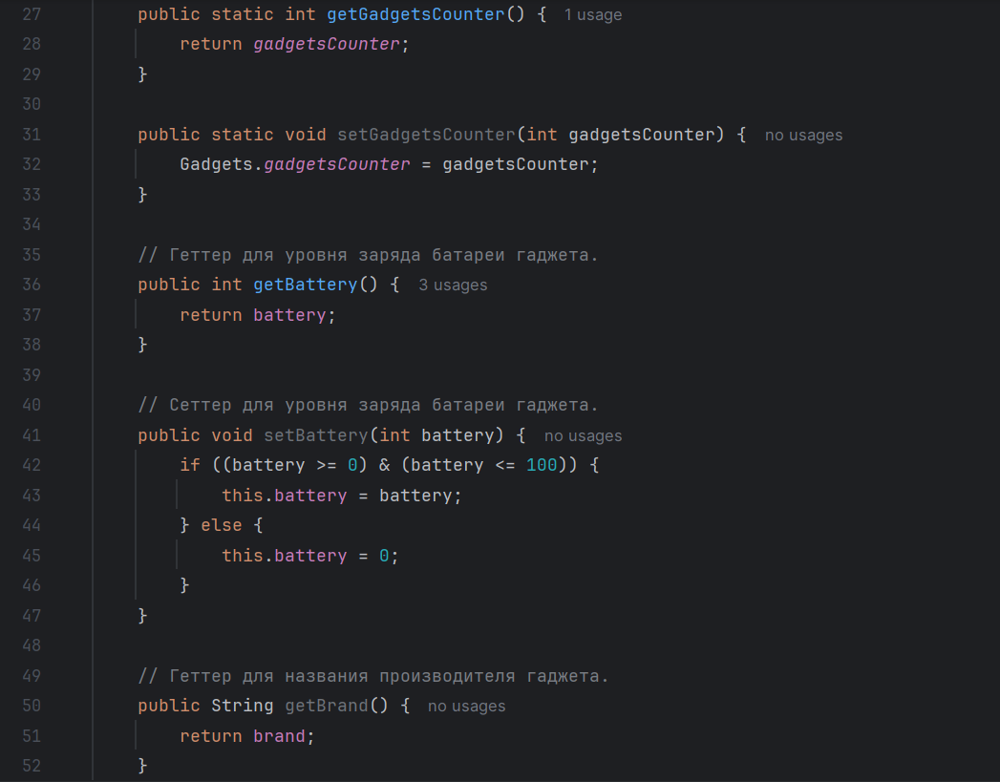 27 public static int getGadgetsCounter() { 1 usage
28 return gadgetsCounter;
29 }
30
31 public static void setGadgetsCounter(int gadgetsCounter) { no usages
32 Gadgets.gadgetsCounter = gadgetsCounter;
33 }
34
35 // Геттер для уровня заряда батареи гаджета.
36 public int getBattery() { 3 usages
37 return battery;
38 }
39
40 // Сеттер для уровня заряда батареи гаджета.
41 public void setBattery(int battery) { no usages
42 if ((battery >= 0) & (battery <= 100)) {
43 this.battery = battery;
44 } else {
45 this.battery = 0;
46 }
47 }
48
49 // Геттер для названия производителя гаджета.
50 public String getBrand() { no usages
51 return brand;
52 }